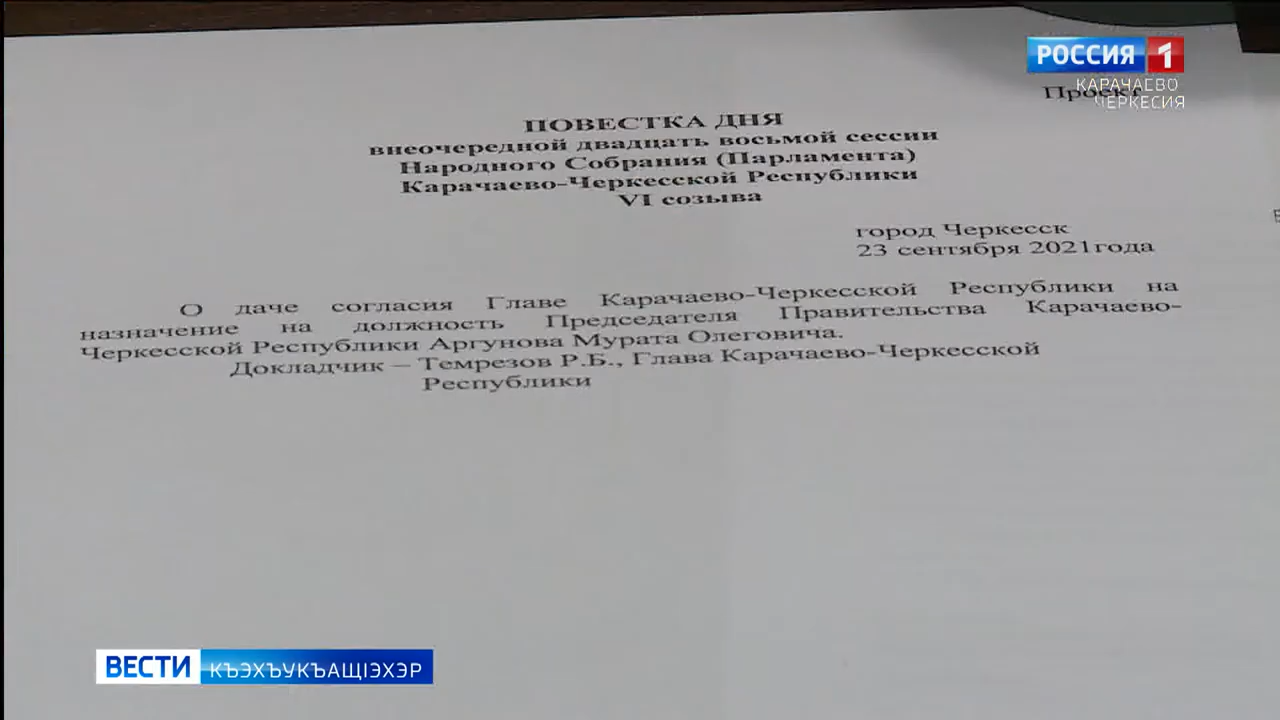 РОССИЯ 1
КАРАЧАЕВО
ЧЕРКЕСИЯ
Проект
ПОВЕСТКА ДНЯ
внеочередной двадцать восьмой сессии
Народного Собрания (Парламента)
Карачаево-Черкесской Республики
VI созыва
город Черкесск
23 сентября 2021года
О даче согласия Главе Карачаево-Черкесской Республики на
назначение на должность Председателя Правительства Карачаево-
Черкесской Республики Аргунова Мурата Олеговича.
Докладчик – Темрезов Р.Б., Глава Карачаево-Черкесской
Республики
ВЕСТИ КЪЭХЪУКЪАЩIЭХЭР